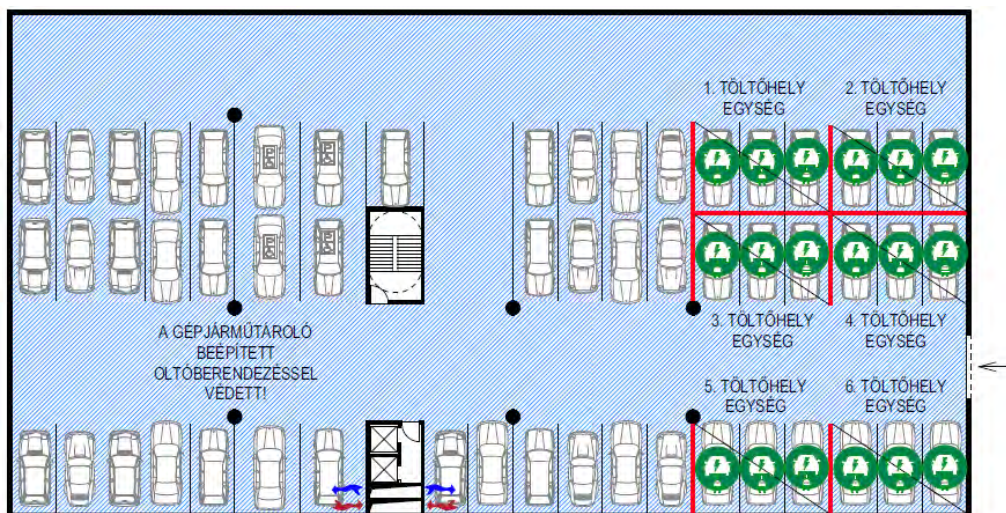 1. TÖLTŐHELY
EGYSÉG
2. TÖLTŐHELY
EGYSÉG
A GÉPJÁRMŰTÁROLÓ
BEÉPÍTETT
OLTÓBERENDEZÉSSEL
VÉDETT!
3. TÖLTŐHELY
EGYSÉG
4. TÖLTŐHELY
EGYSÉG
5. TÖLTŐHELY
EGYSÉG
6. TÖLTŐHELY
EGYSÉG